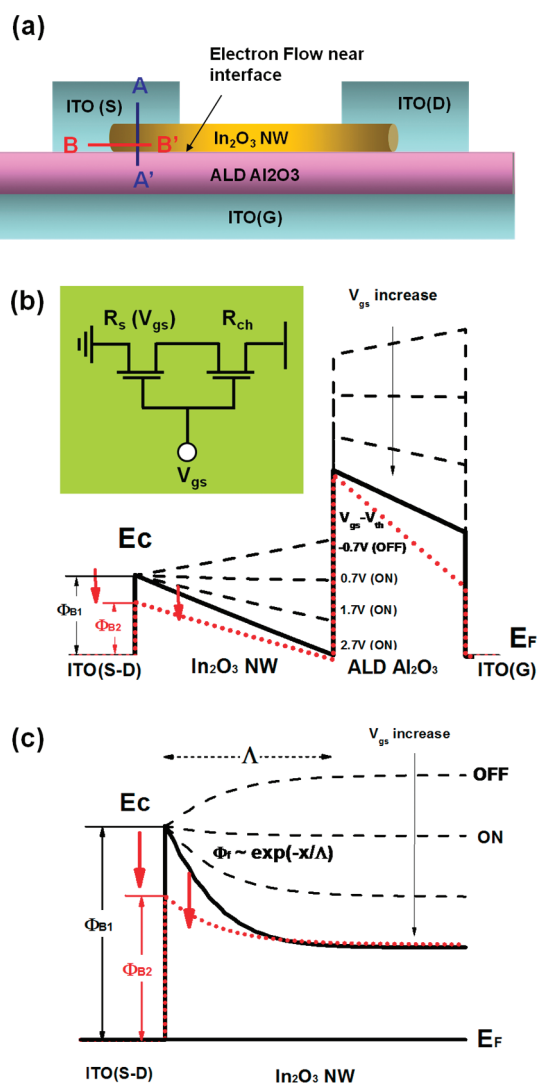 (a)
Electron Flow near
interface
ITO (S)
A
ITO(D)
B
B'
In₂O₃ NW
A'
ALD Al2O3
ITO(G)
(b)
Vgs increase
Rs (Vgs)
Rch
Vgs
Ec
Vgs-Vth
-0.7V (OFF)
0.7V (ON)
1.7V (ON)
2.7V (ON)
ΦB1
ΦB2
EF
ITO(S-D)
In₂O₃ NW
ALD Al₂O₃
ITO(G)
(c)
Λ
Vgs increase
OFF
Ec
ON
Φf ~ exp(-x/Λ)
ΦB1
ΦB2
EF
ITO(S-D)
In₂O₃ NW